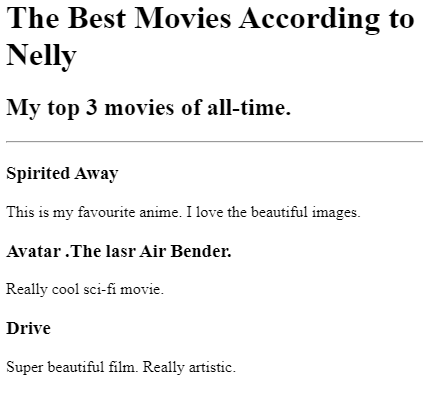 The Best Movies According to
Nelly
My top 3 movies of all-time.
Spirited Away
This is my favourite anime. I love the beautiful images.
Avatar .The lasr Air Bender.
Really cool sci-fi movie.
Drive
Super beautiful film. Really artistic.